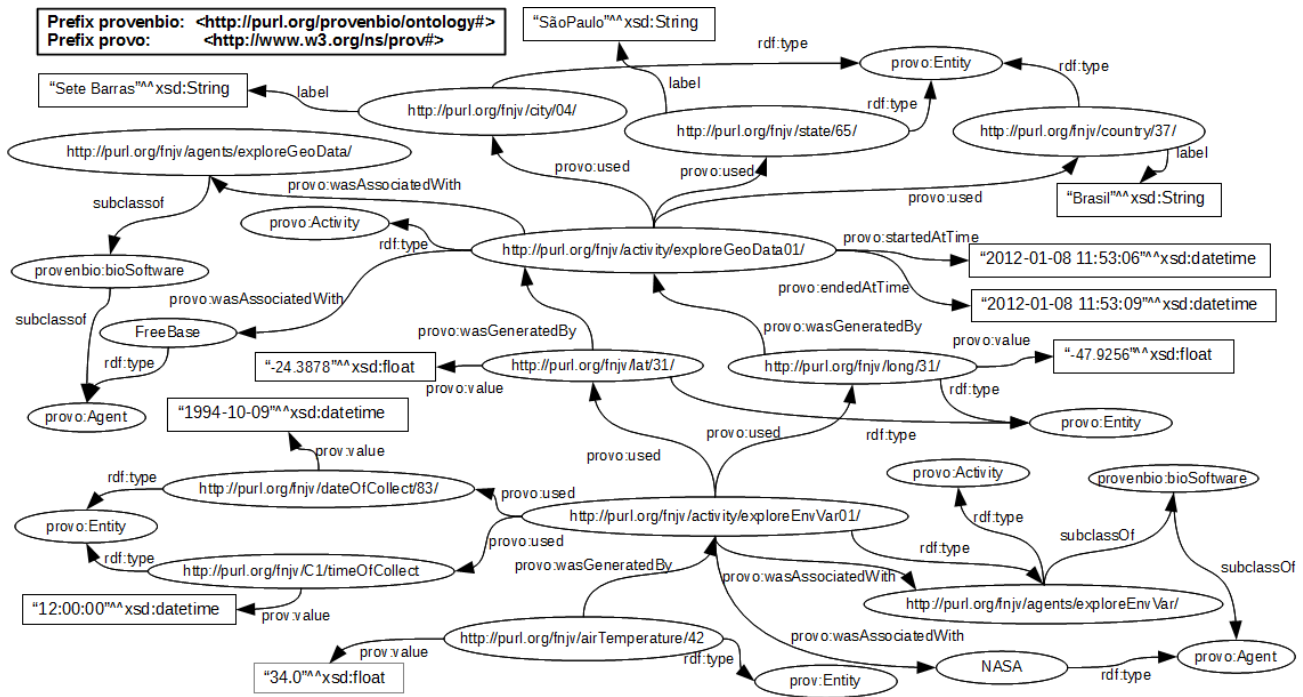 Prefix provenbio: <http://purl.org/provenbio/ontology#>
Prefix provo: <http://www.w3.org/ns/prov#>
“SãoPaulo”^^xsd:String
rdf:type
provo:Entity
rdf:type
“Sete Barras”^^xsd:String
label
label
rdf:type
http://purl.org/fnjv/city/04/
http://purl.org/fnjv/state/65/
http://purl.org/fnjv/country/37/
http://purl.org/fnjv/agents/exploreGeoData/
label
provo:used
provo:used
provo:wasAssociatedWith
“Brasil”^^xsd:String
subclassof
provo:used
provo:Activity
rdf:type
http://purl.org/fnjv/activity/exploreGeoData01/
provo:startedAtTime
“2012-01-08 11:53:06”^^xsd:datetime
provenbio:bioSoftware
provo:endedAtTime
provo:wasAssociatedWith
“2012-01-08 11:53:09”^^xsd:datetime
subclassof
FreeBase
provo:wasGeneratedBy
provo:wasGeneratedBy
provo:value
rdf:type
“-24.3878”^^xsd:float
http://purl.org/fnjv/lat/31/
http://purl.org/fnjv/long/31/
“-47.9256”^^xsd:float
provo:value
rdf:type
provo:Agent
“1994-10-09”^^xsd:datetime
provo:Entity
provo:used
rdf:type
prov:value
provo:used
provo:Activity
rdf:type
http://purl.org/fnjv/dateOfCollect/83/
provenbio:bioSoftware
provo:used
provo:Entity
http://purl.org/fnjv/activity/exploreEnvVar01/
rdf:type
subclassOf
provo:used
rdf:type
rdf:type
http://purl.org/fnjv/C1/timeOfCollect
provo:wasGeneratedBy
provo:wasAssociatedWith
subclassOf
“12:00:00”^^xsd:datetime
prov:value
http://purl.org/fnjv/agents/exploreEnvVar/
http://purl.org/fnjv/airTemperature/42
provo:wasAssociatedWith
prov:value
rdf:type
provo:Agent
“34.0”^^xsd:float
prov:Entity
NASA
rdf:type